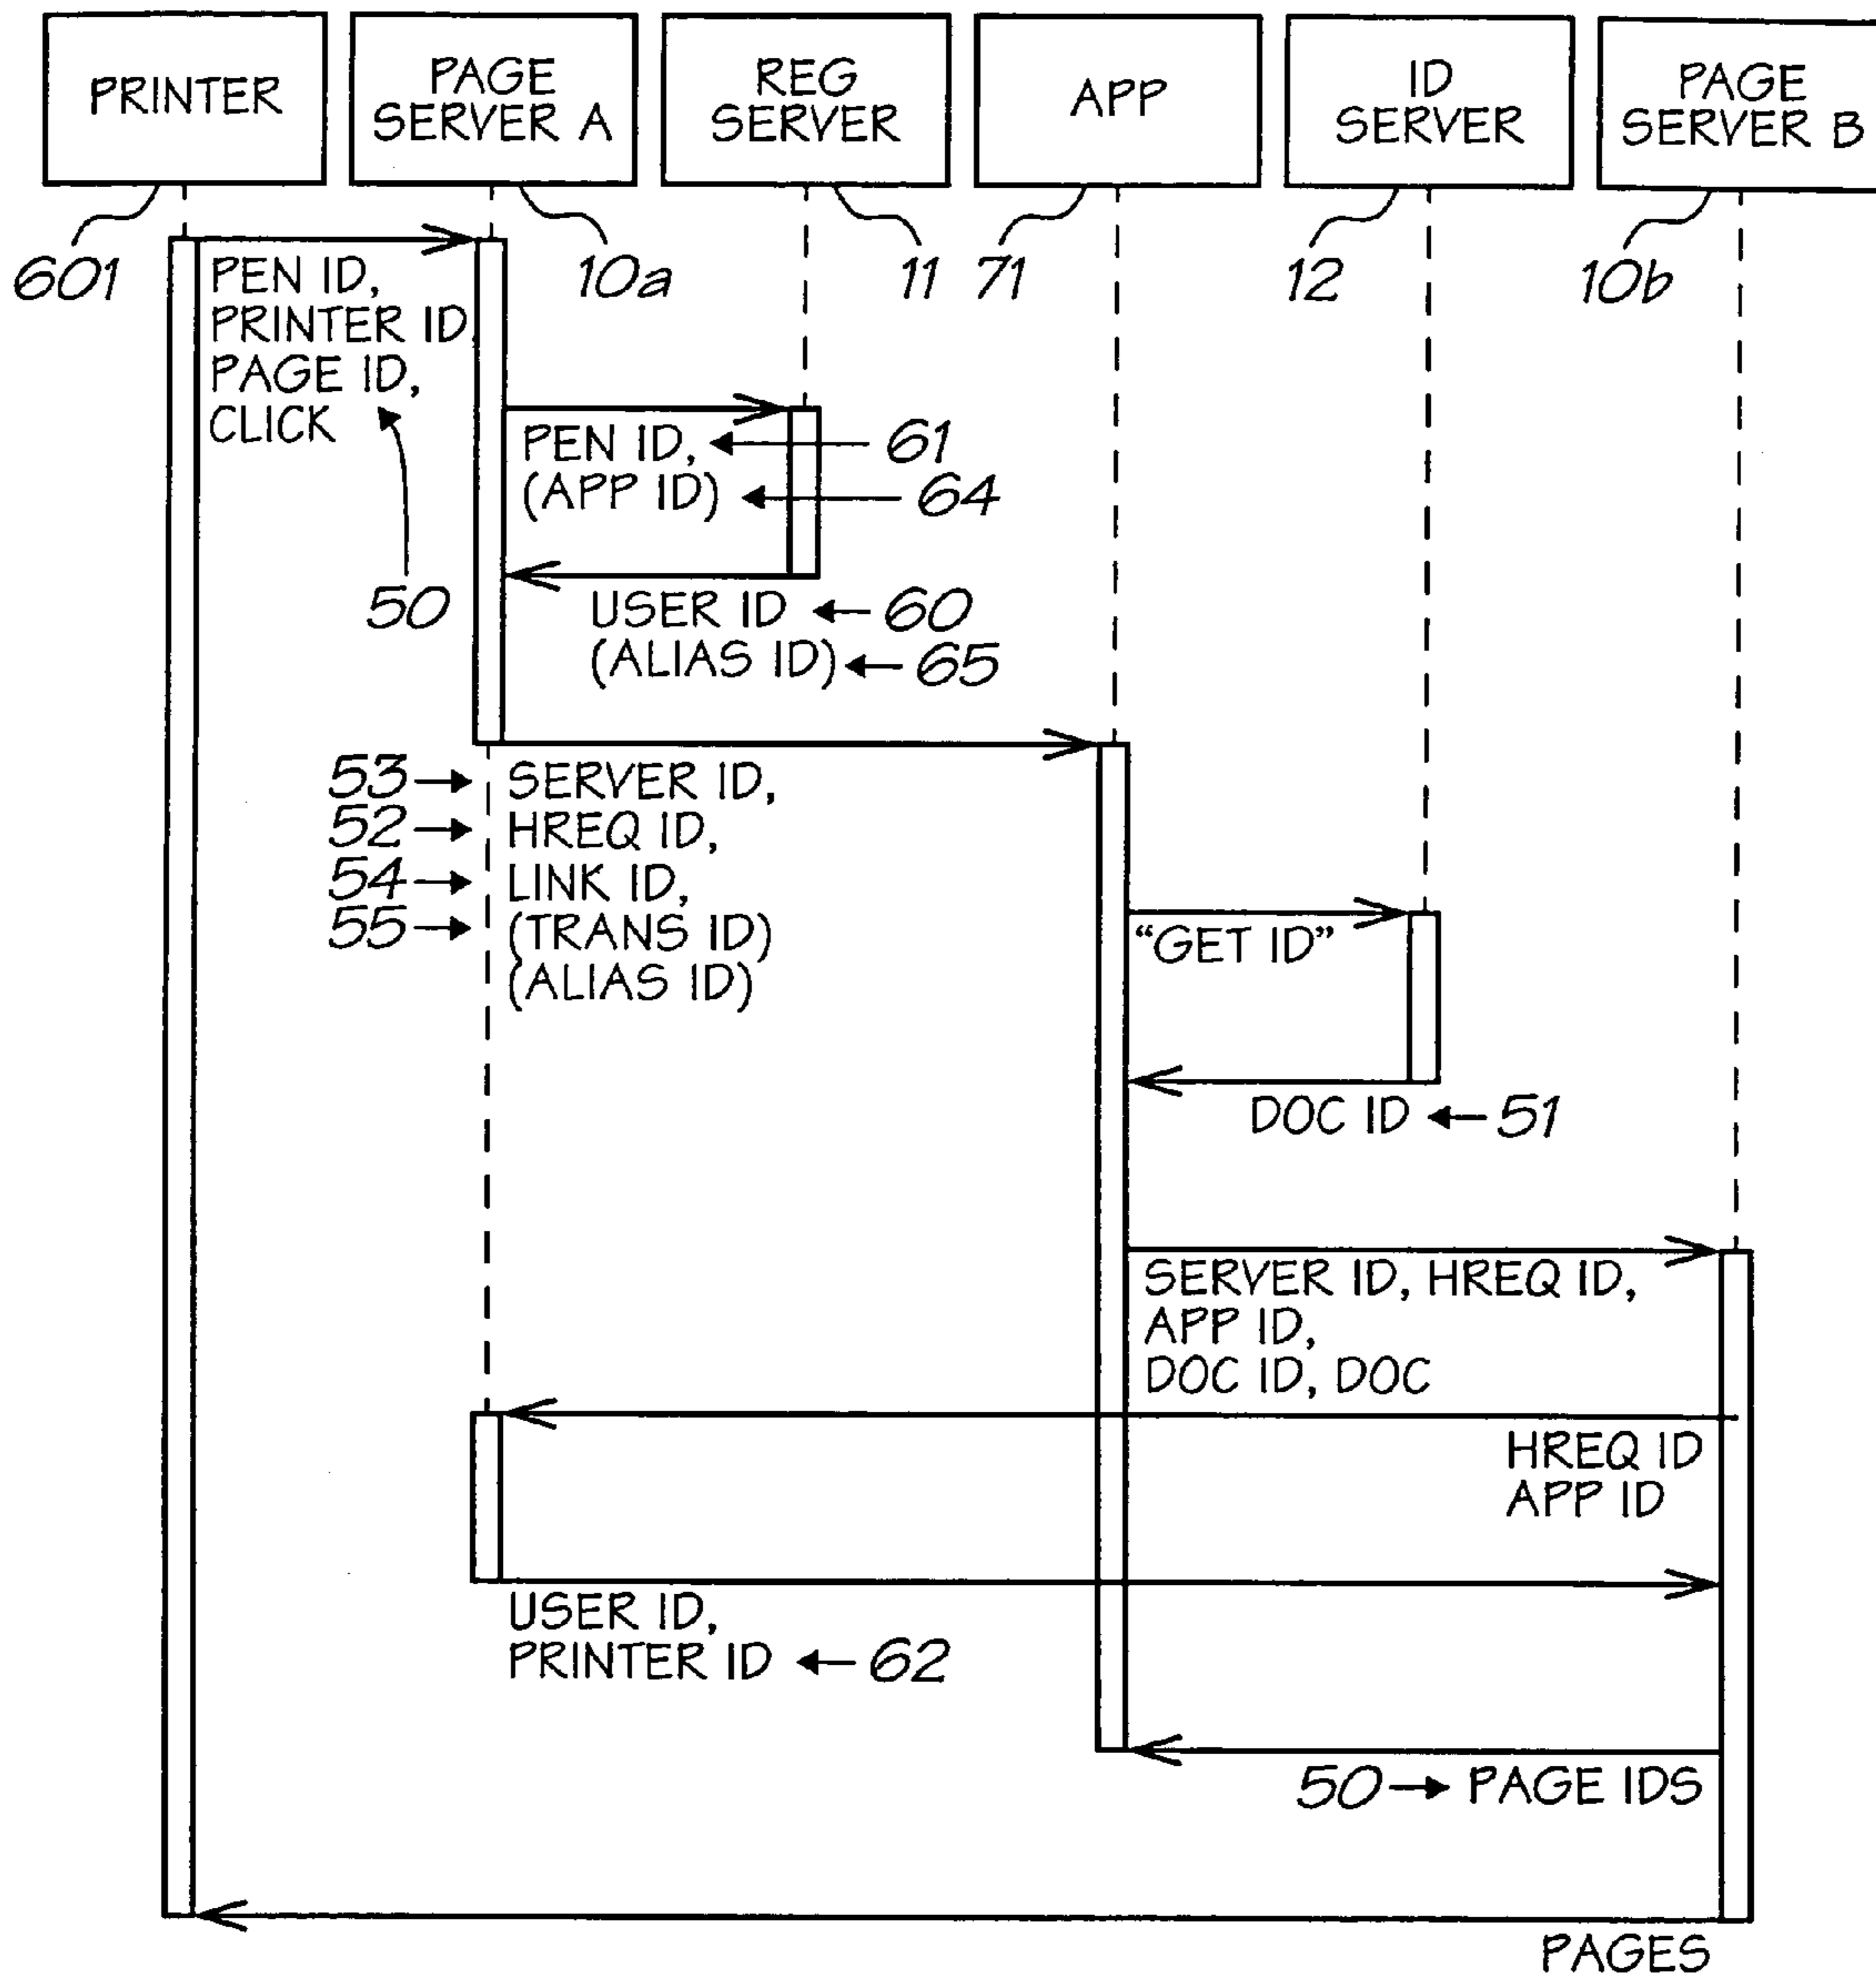 PRINTER
PAGE
SERVER A
REG
SERVER
APP
ID
SERVER
PAGE
SERVER B
601
10a
11
71
12
10b
PEN ID,
PRINTER ID
PAGE ID,
CLICK
50
PEN ID,
61
(APP ID)
64
USER ID
60
(ALIAS ID)
65
53
SERVER ID,
52
HREQ ID,
54
LINK ID,
55
(TRANS ID)
(ALIAS ID)
“GET ID”
DOC ID
51
SERVER ID, HREQ ID,
APP ID,
DOC ID, DOC
HREQ ID
APP ID
USER ID,
PRINTER ID
62
50
PAGE IDS
PAGES